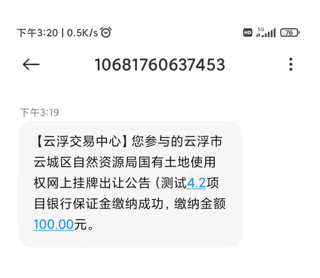 下午3:20 | 0.5K/s
HD 5G 76
10681760637453
下午3:19
【云浮交易中心】您参与的云浮市
云城区自然资源局国有土地使用
权网上挂牌出让公告（测试4.2项
目银行保证金缴纳成功，缴纳金额
100.00元。